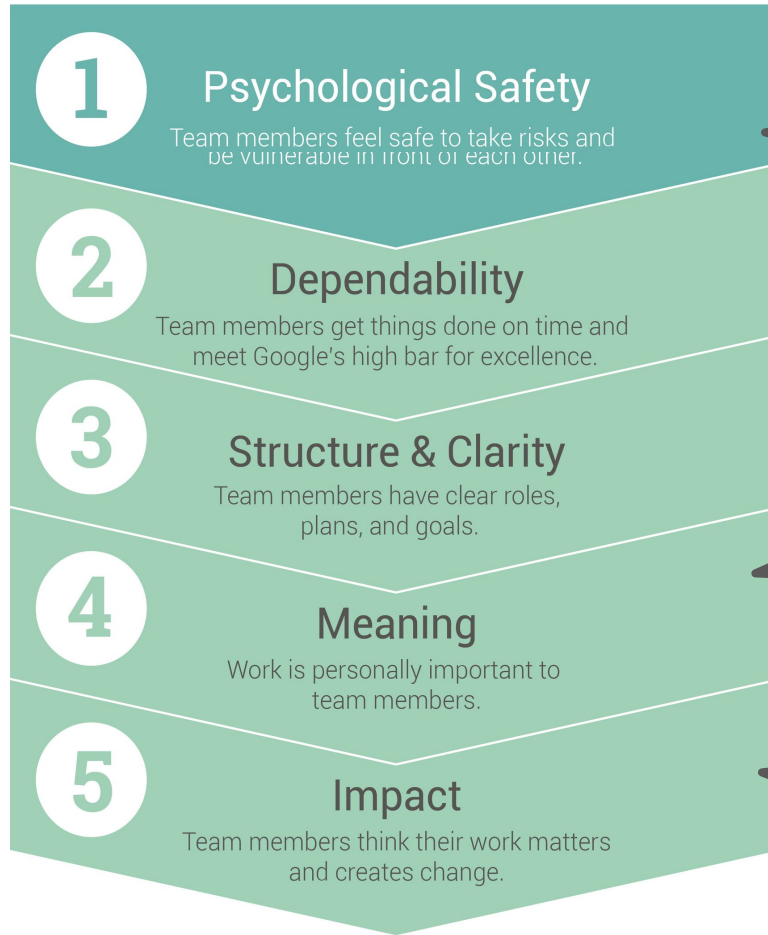 1
Psychological Safety
Team members feel safe to take risks and
be vulnerable in front of each other.
2
Dependability
Team members get things done on time and
meet Google's high bar for excellence.
3
Structure & Clarity
Team members have clear roles,
plans, and goals.
4
Meaning
Work is personally important to
team members.
5
Impact
Team members think their work matters
and creates change.